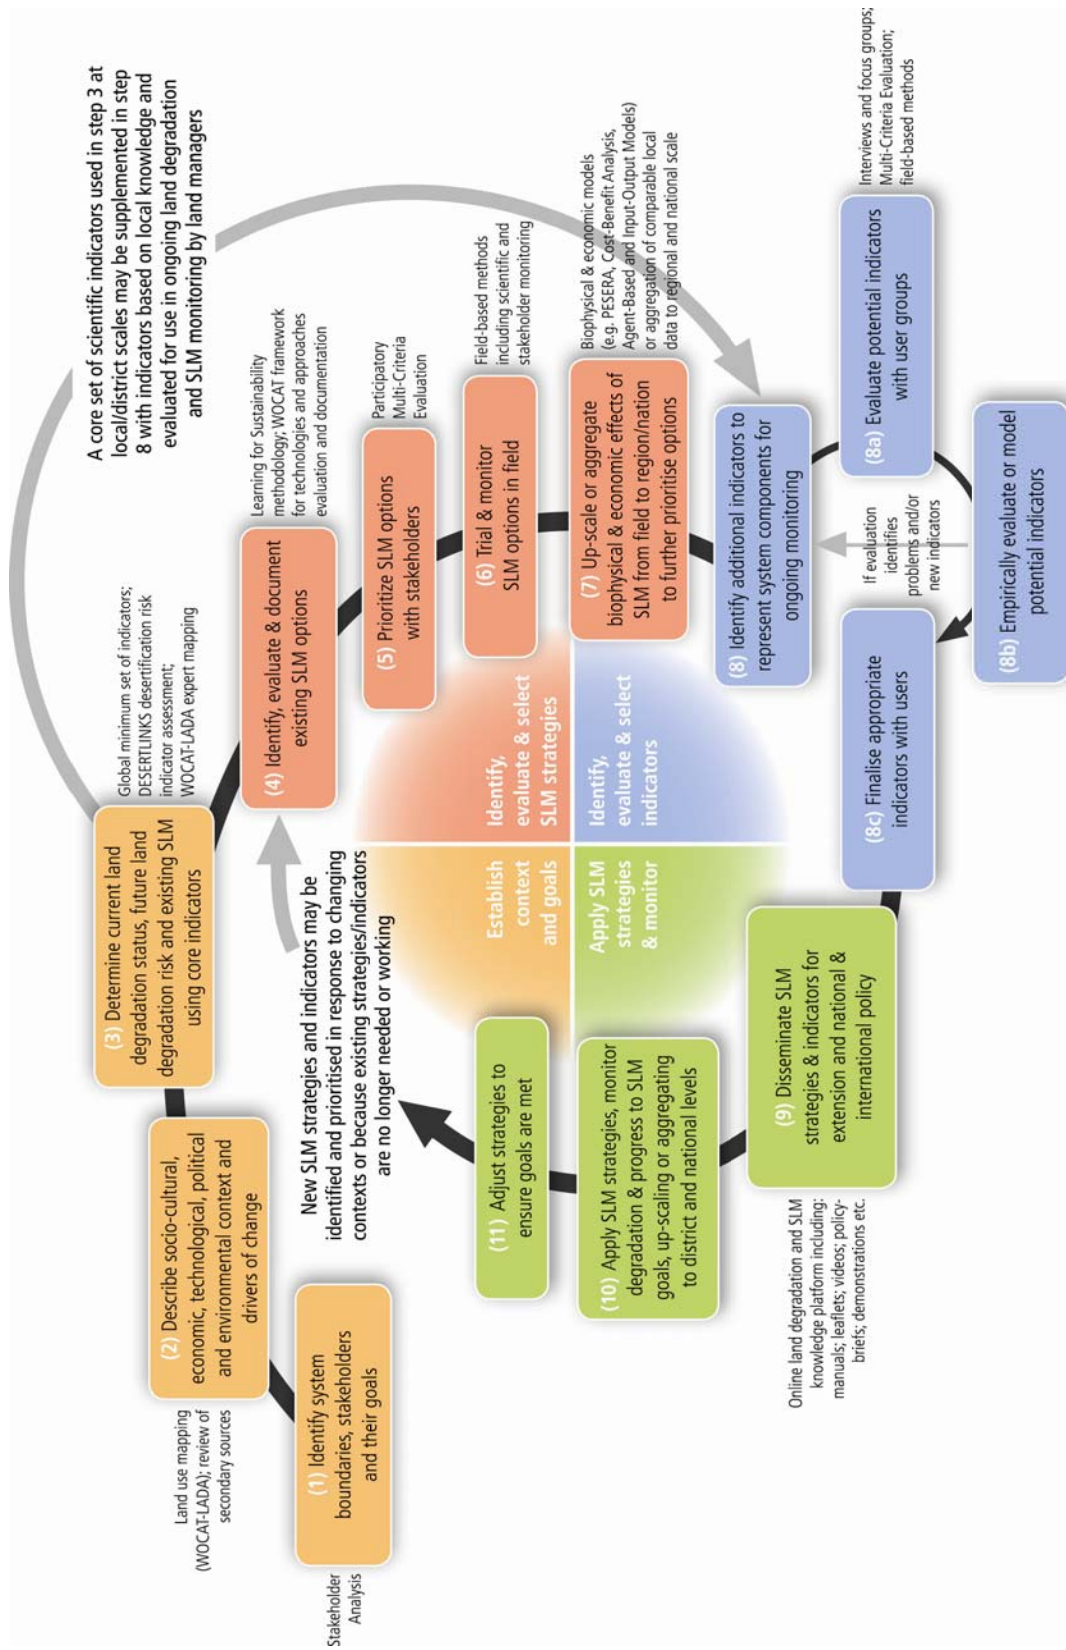 Stakeholder
Analysis
(1) Identify system
boundaries, stakeholders
and their goals
Land use mapping
(WOCAT-LADA); review of
secondary sources
(2) Describe socio-cultural,
economic, technological, political
and environmental context and
drivers of change
(3) Determine current land
degradation status, future land
degradation risk and existing SLM
using core indicators
Global minimum set of indicators;
DESERTLINKS desertification risk
indicator assessment;
WOCAT-LADA expert mapping
A core set of scientific indicators used in step 3 at
local/district scales may be supplemented in step
8 with indicators based on local knowledge and
evaluated for use in ongoing land degradation
and SLM monitoring by land managers
(4) Identify, evaluate & document
existing SLM options
Learning for Sustainability
methodology; WOCAT framework
for technologies and approaches
evaluation and documentation
(5) Prioritize SLM options
with stakeholders
Participatory
Multi-Criteria
Evaluation
(6) Trial & monitor
SLM options in field
Field-based methods
including scientific and
stakeholder monitoring
(7) Up-scale or aggregate
biophysical & economic effects of
SLM from field to region/nation
to further prioritise options
Biophysical & economic models
(e.g. PESERA, Cost-Benefit Analysis,
Agent-Based and Input-Output Models)
or aggregation of comparable local
data to regional and national scale
(8) Identify additional indicators to
represent system components for
ongoing monitoring
(8a) Evaluate potential indicators
with user groups
Interviews and focus groups;
Multi-Criteria Evaluation;
field-based methods
(8b) Empirically evaluate or model
potential indicators
If evaluation
identifies
problems and/or
new indicators
(8c) Finalise appropriate
indicators with users
(9) Disseminate SLM
strategies & indicators for
extension and national &
international policy
Online land degradation and SLM
knowledge platform including:
manuals; leaflets; videos; policy-
briefs; demonstrations etc.
(10) Apply SLM strategies, monitor
degradation & progress to SLM
goals, up-scaling or aggregating
to district and national levels
(11) Adjust strategies to
ensure goals are met
New SLM strategies and indicators may be
identified and prioritised in response to changing
contexts or because existing strategies/indicators
are no longer needed or working
Establish
context
and goals
Identify,
evaluate & select
SLM strategies
Apply SLM
strategies
& monitor
Identify,
evaluate & select
indicators